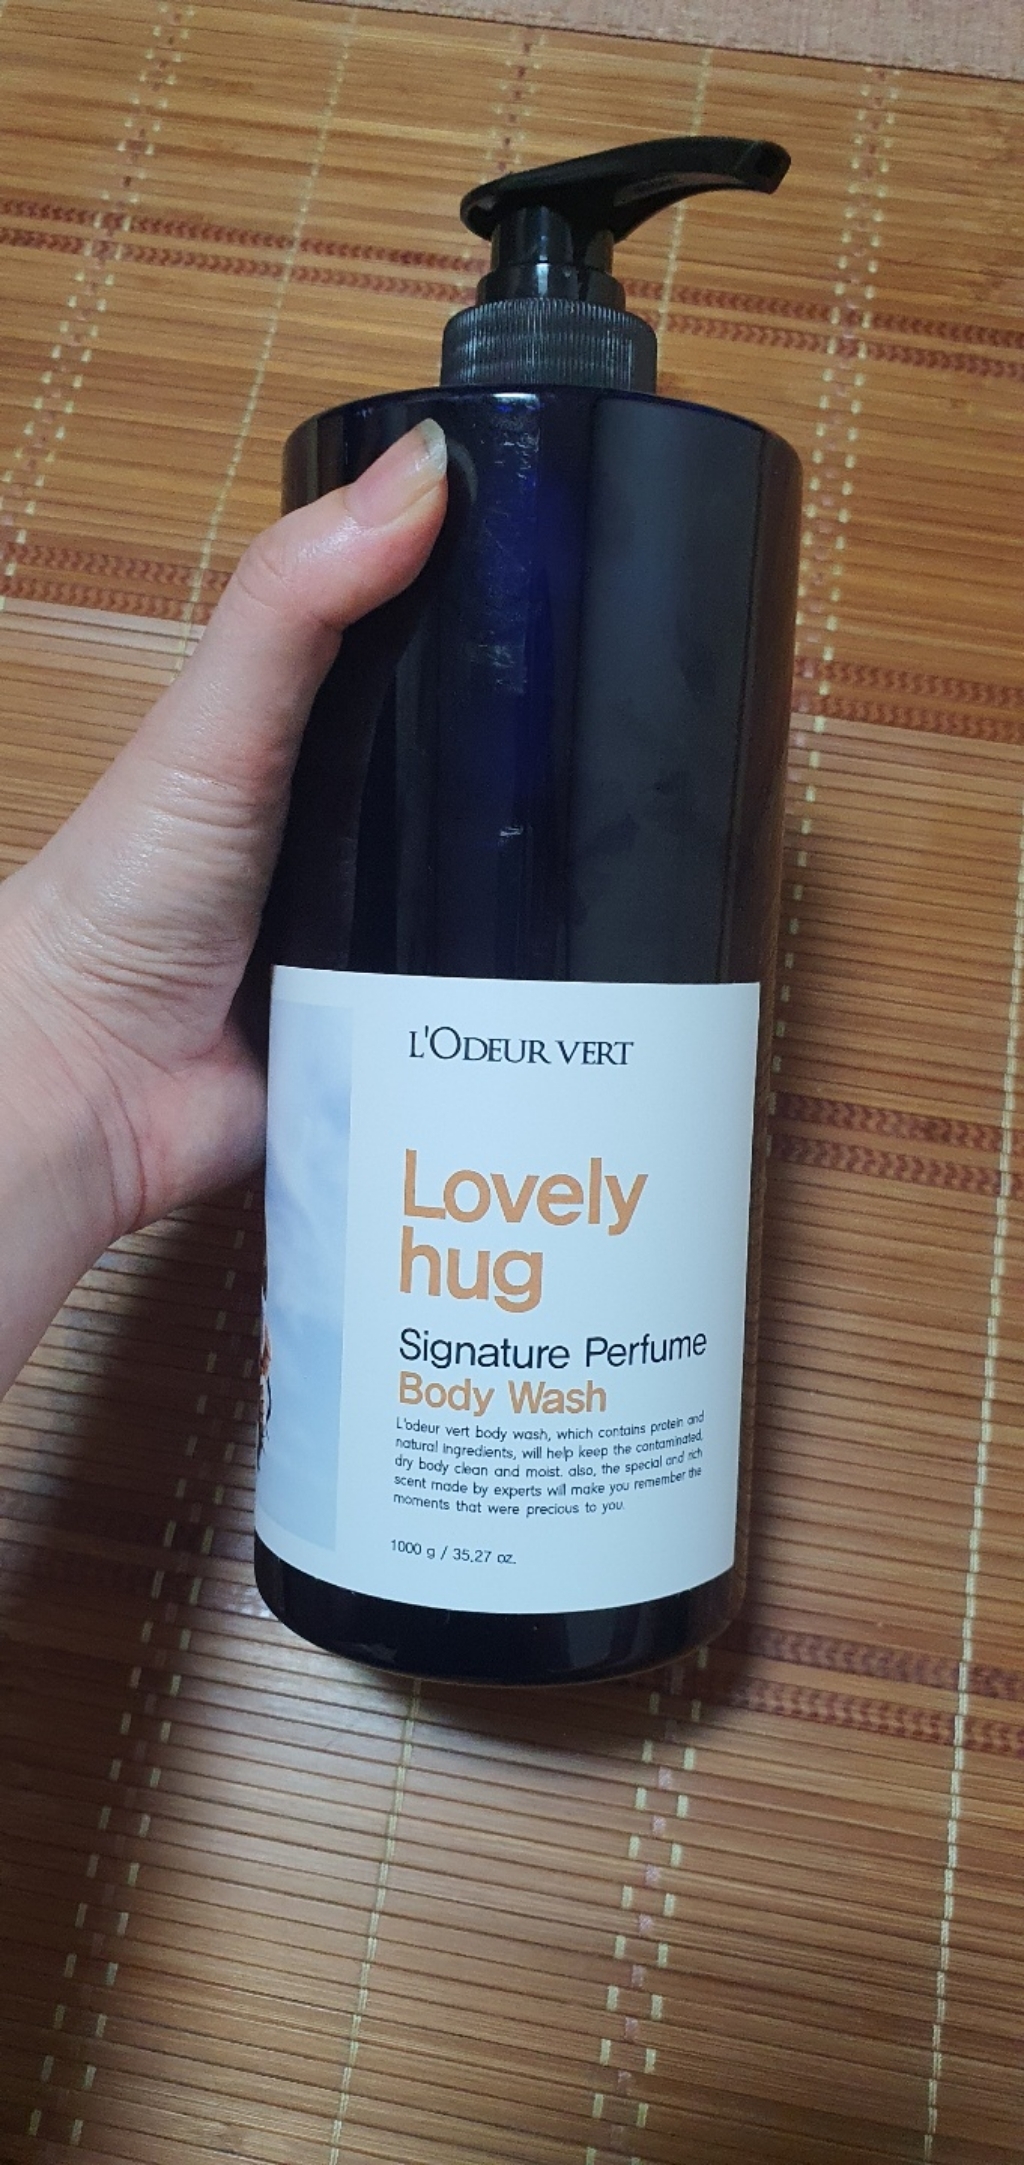 L'ODEUR VERT
Lovely
hug
Signature Perfume
Body Wash
L'odeur vert body wash, which contains protein and
natural ingredients, will help keep the contaminated,
dry body clean and moist. also, the special and rich
scent made by experts will make you remember the
moments that were precious to you.
1000 g / 35.27 oz.